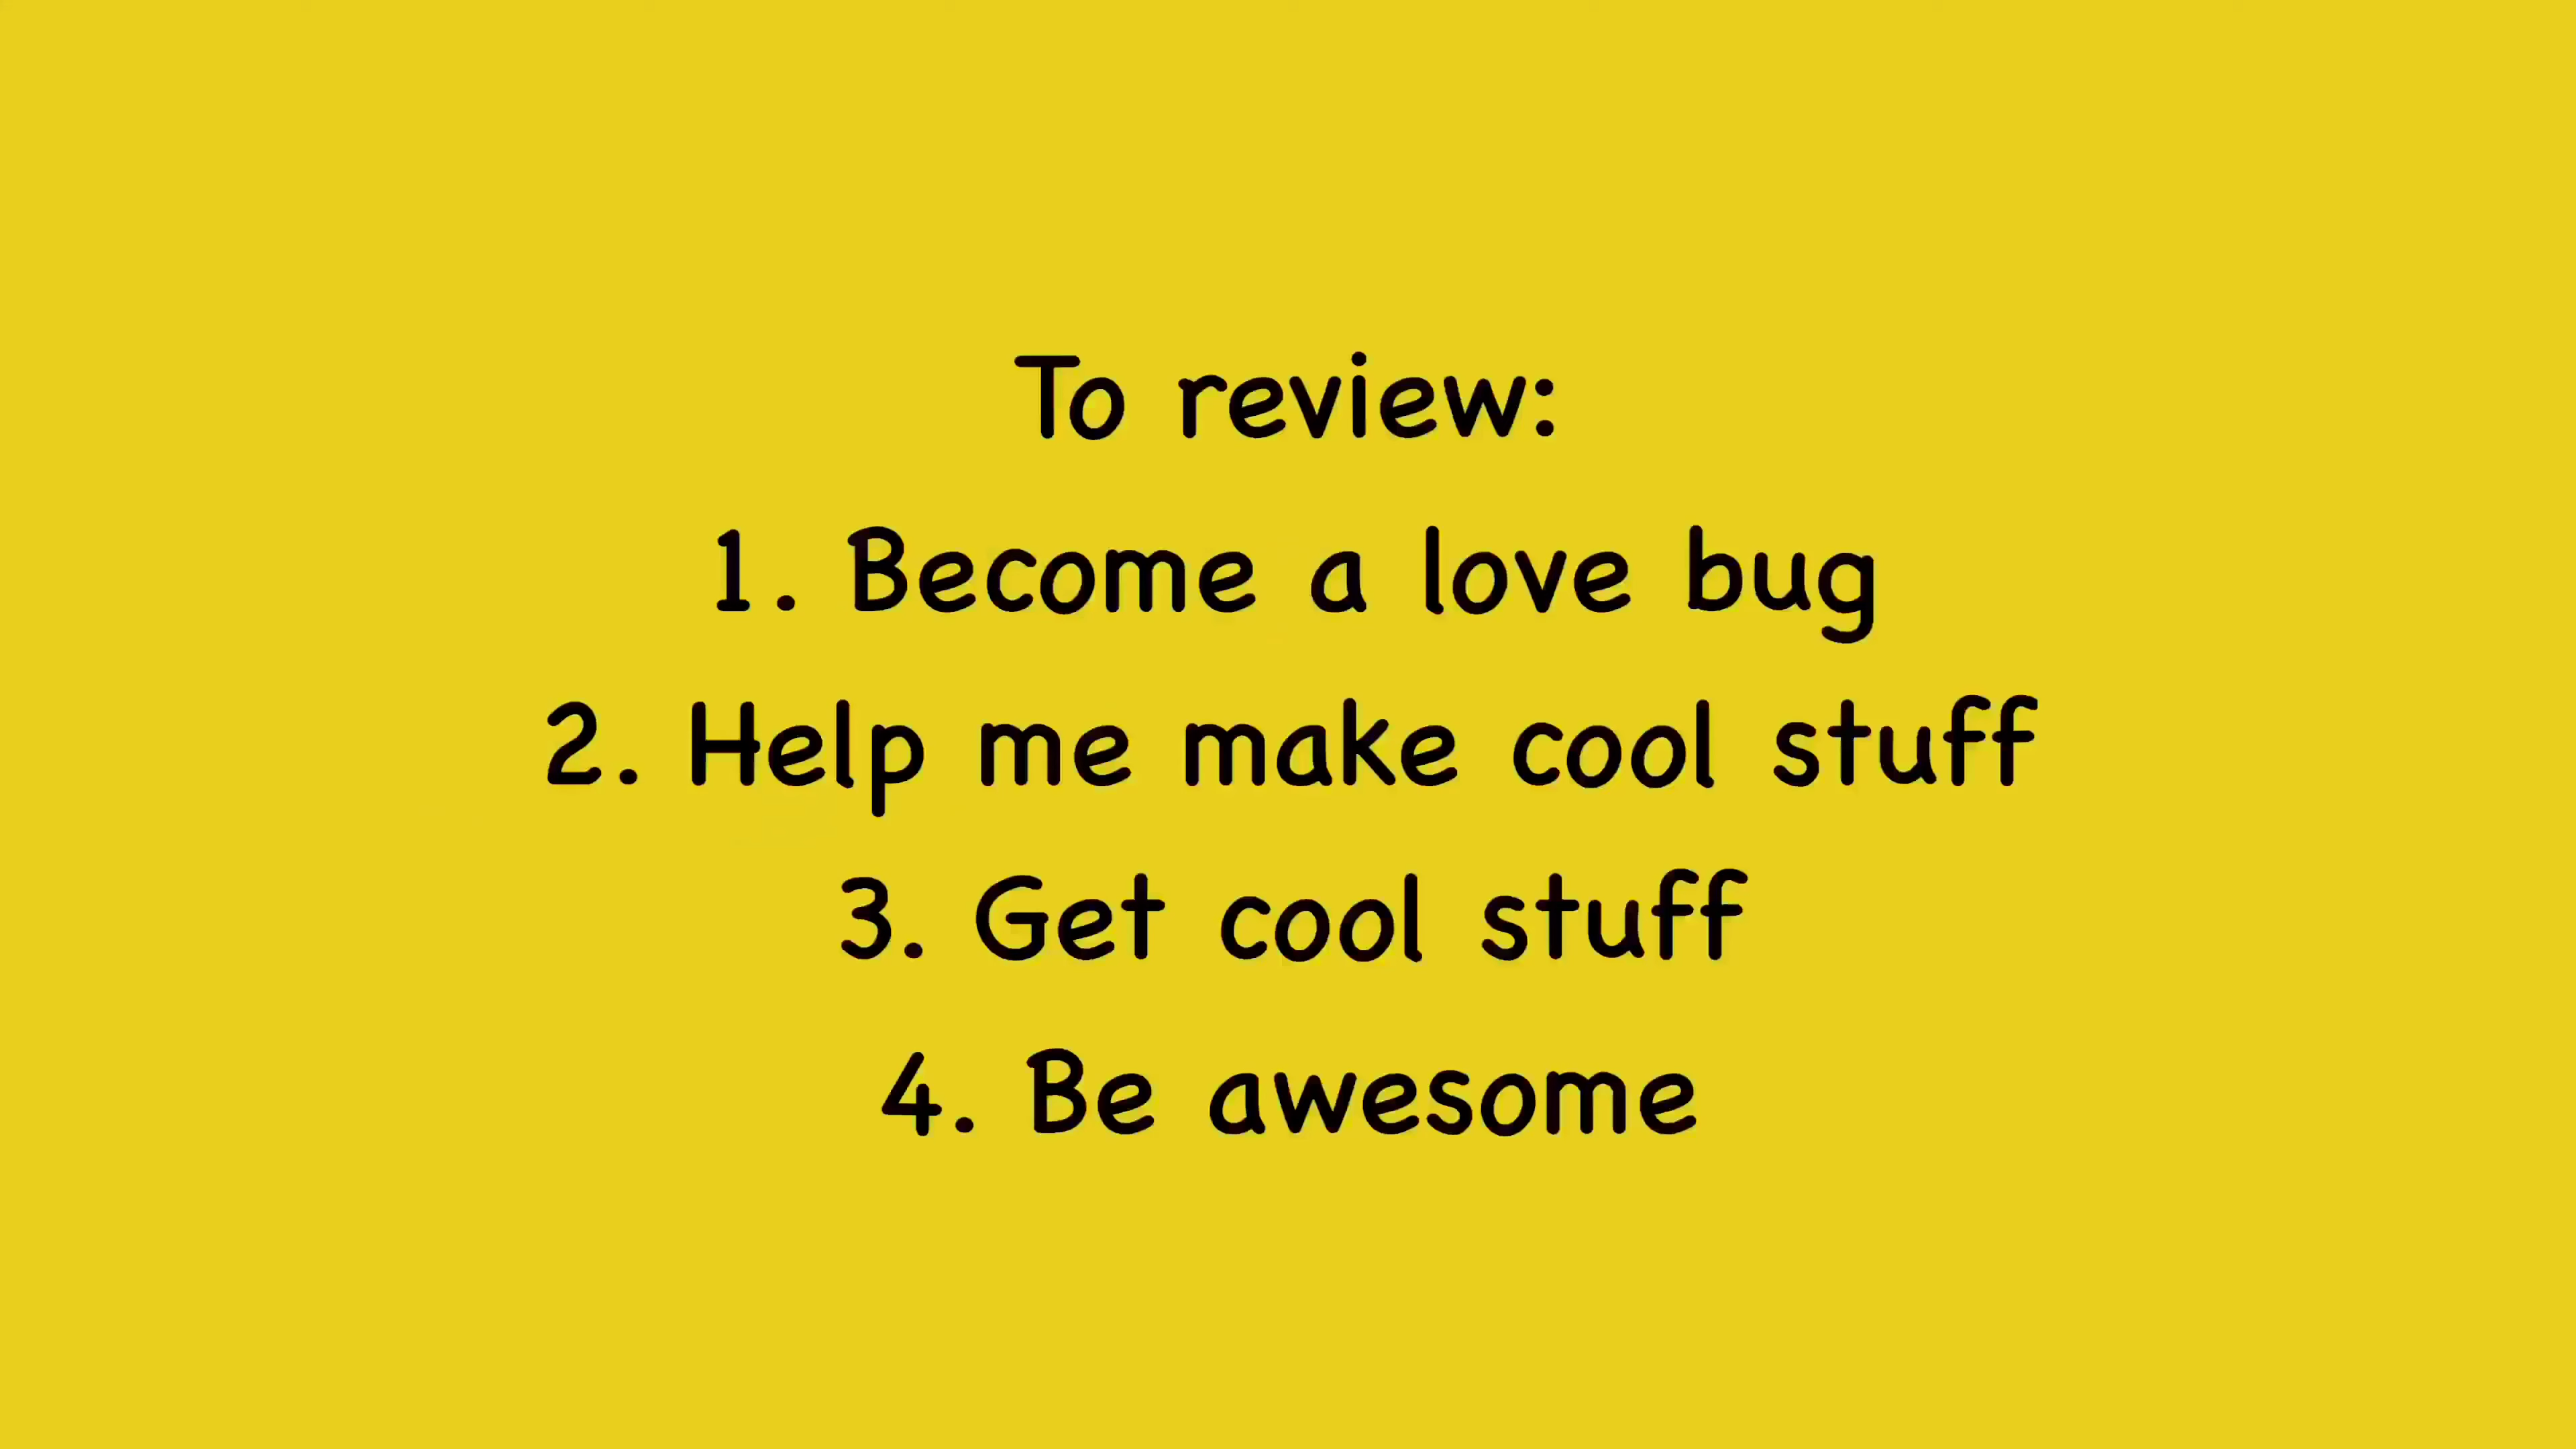 To review:
1. Become a love bug
2. Help me make cool stuff
3. Get cool stuff
4. Be awesome